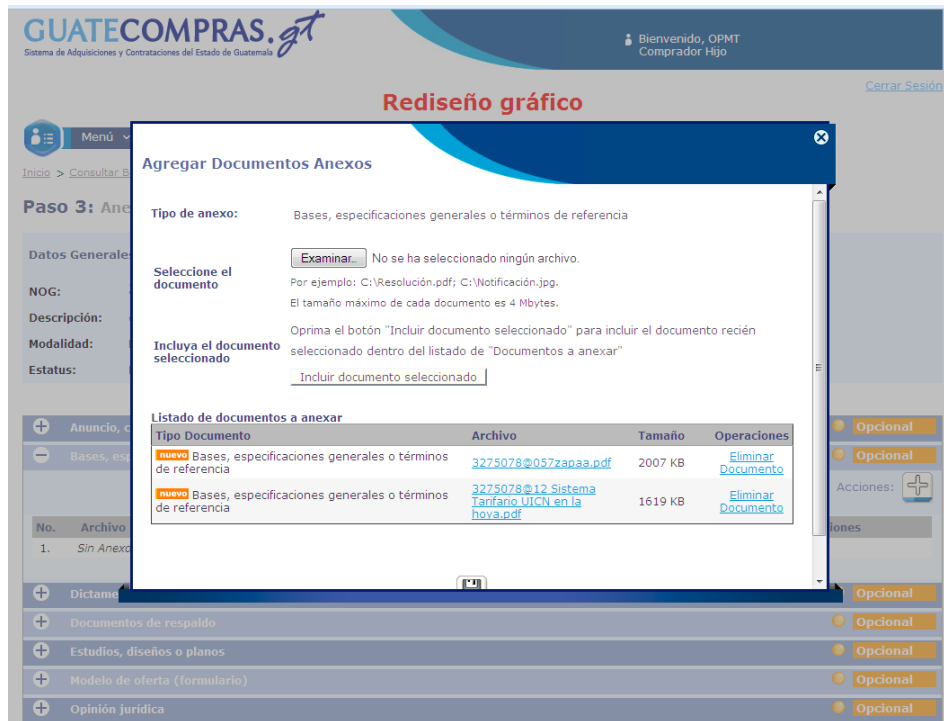 GUATECOMPRAS.gt
Sistema de Adquisiciones y Contrataciones del Estado de Guatemala
Bienvenido, OPMT
Comprador Hijo
Cerrar Sesión
Rediseño gráfico
Menú
Inicio > Consultar B
Agregar Documentos Anexos
Paso 3: Ane
Tipo de anexo: Bases, especificaciones generales o términos de referencia
Datos Generale
Seleccione el documento
Examinar... No se ha seleccionado ningún archivo.
Por ejemplo: C:\Resolución.pdf; C:\Notificación.jpg.
El tamaño máximo de cada documento es 4 Mbytes.
NOG:
Descripción:
Modalidad:
Estatus:
Incluya el documento seleccionado
Oprima el botón "Incluir documento seleccionado" para incluir el documento recién
seleccionado dentro del listado de "Documentos a anexar"
Incluir documento seleccionado
Listado de documentos a anexar
Tipo Documento Archivo Tamaño Operaciones
nuevo Bases, especificaciones generales o términos
de referencia
3275078@057zapaa.pdf 2007 KB Eliminar
Documento
nuevo Bases, especificaciones generales o términos
de referencia
3275078@12 Sistema
Tarifario UICN en la
hoya.pdf
1619 KB Eliminar
Documento
Anuncio, c Opcional
Bases, esp Opcional
Acciones:
No. Archivo iones
1. Sin Anexo
Dictame Opcional
Documentos de respaldo Opcional
Estudios, diseños o planos Opcional
Modelo de oferta (formulario) Opcional
Opinión jurídica Opcional